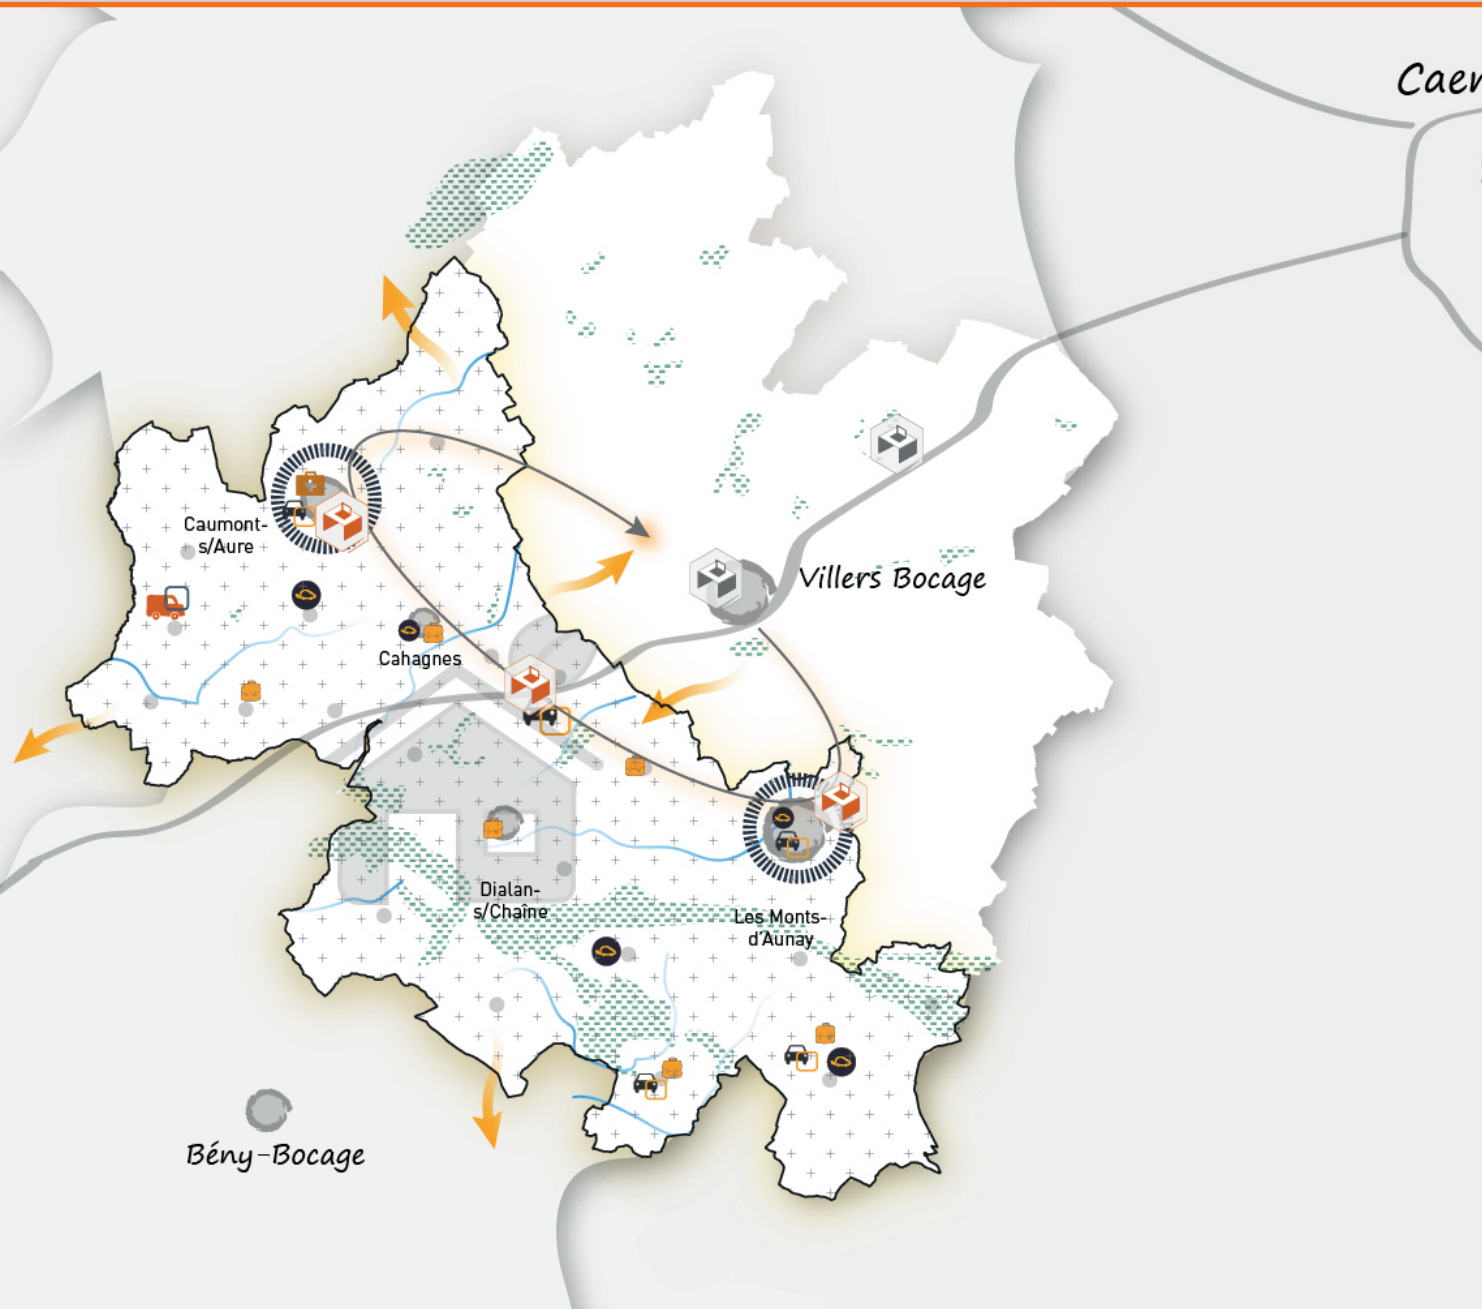 Caen
Caumont-
s/Aure
Villers Bocage
Cahagnes
Dialan-
s/Chaîne
Les Monts-
d'Aunay
Bény-Bocage